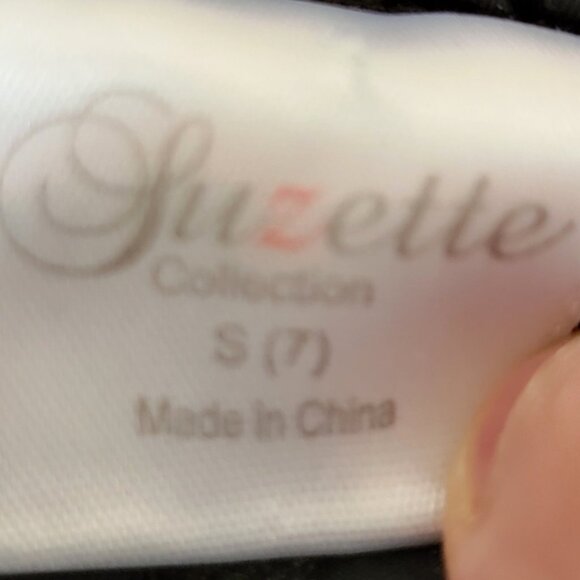 Suzette
Collection
S (7)
Made in China